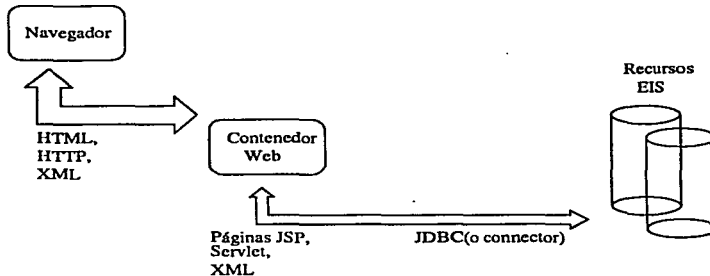 Navegador
Recursos
EIS
HTML,
HTTP,
XML
Contenedor
Web
Páginas JSP,
Servlet,
XML
JDBC(o connector)